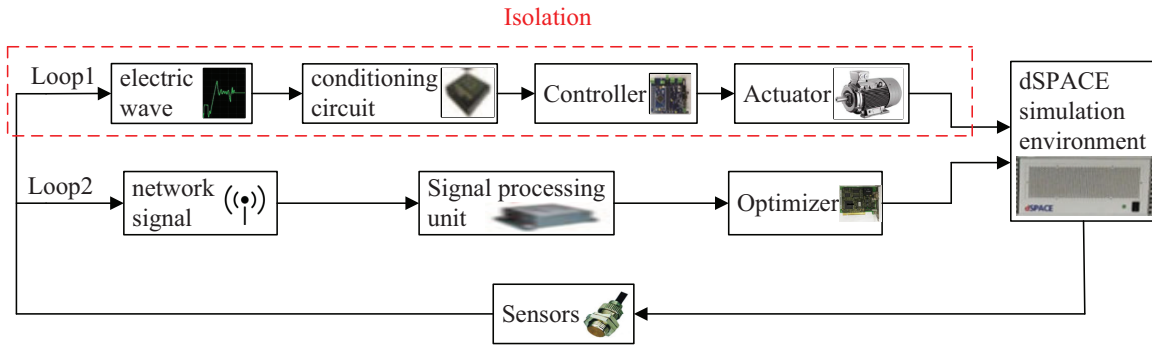 Isolation
Loop1
electric
wave
conditioning
circuit
Controller
Actuator
dSPACE
simulation
environment
dSPACE
Loop2
network
signal
Signal processing
unit
Optimizer
Sensors